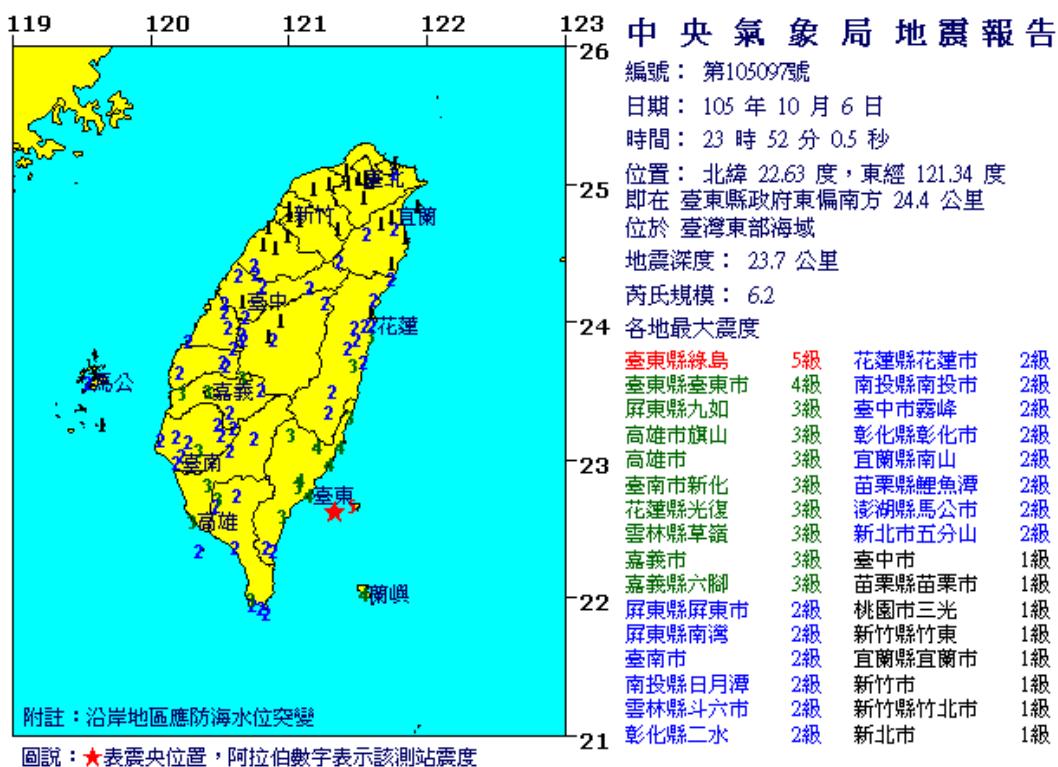 119
120
121
122
123
26
25
24
23
22
21
臺北
新竹
宜蘭
臺中
花蓮
馬公
嘉義
臺南
臺東
高雄
蘭嶼
附註：沿岸地區應防海水位突變
圖說：★表震央位置，阿拉伯數字表示該測站震度
中央氣象局地震報告
編號： 第105097號
日期： 105 年 10 月 6 日
時間： 23 時 52 分 0.5 秒
位置： 北緯 22.63 度，東經 121.34 度
即在 臺東縣政府東偏南方 24.4 公里
位於 臺灣東部海域
地震深度： 23.7 公里
芮氏規模： 6.2
各地最大震度
臺東縣綠島 5級 花蓮縣花蓮市 2級
臺東縣臺東市 4級 南投縣南投市 2級
屏東縣九如 3級 臺中市霧峰 2級
高雄市旗山 3級 彰化縣彰化市 2級
高雄市 3級 宜蘭縣南山 2級
臺南市新化 3級 苗栗縣鯉魚潭 2級
花蓮縣光復 3級 澎湖縣馬公市 2級
雲林縣草嶺 3級 新北市五分山 2級
嘉義市 3級 臺中市 1級
嘉義縣六腳 3級 苗栗縣苗栗市 1級
屏東縣屏東市 2級 桃園市三光 1級
屏東縣南灣 2級 新竹縣竹東 1級
臺南市 2級 宜蘭縣宜蘭市 1級
南投縣日月潭 2級 新竹市 1級
雲林縣斗六市 2級 新竹縣竹北市 1級
彰化縣二水 2級 新北市 1級